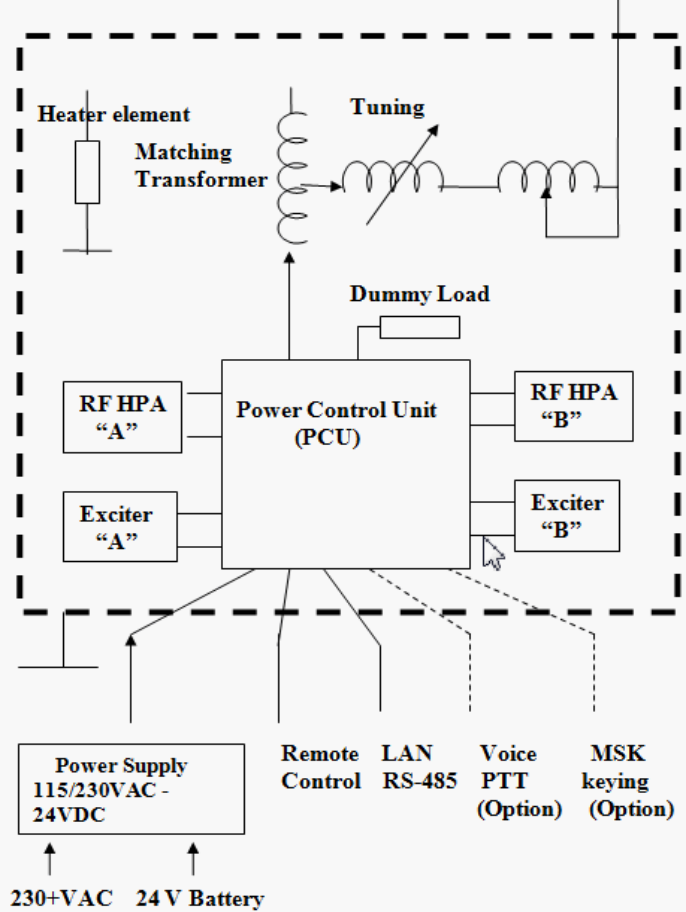 Heater element
Matching
Transformer
Tuning
Dummy Load
RF HPA
“A”
Power Control Unit
(PCU)
RF HPA
“B”
Exciter
“A”
Exciter
“B”
Power Supply
115/230VAC -
24VDC
Remote
Control
LAN
RS-485
Voice
PTT
(Option)
MSK
keying
(Option)
230+VAC
24 V Battery